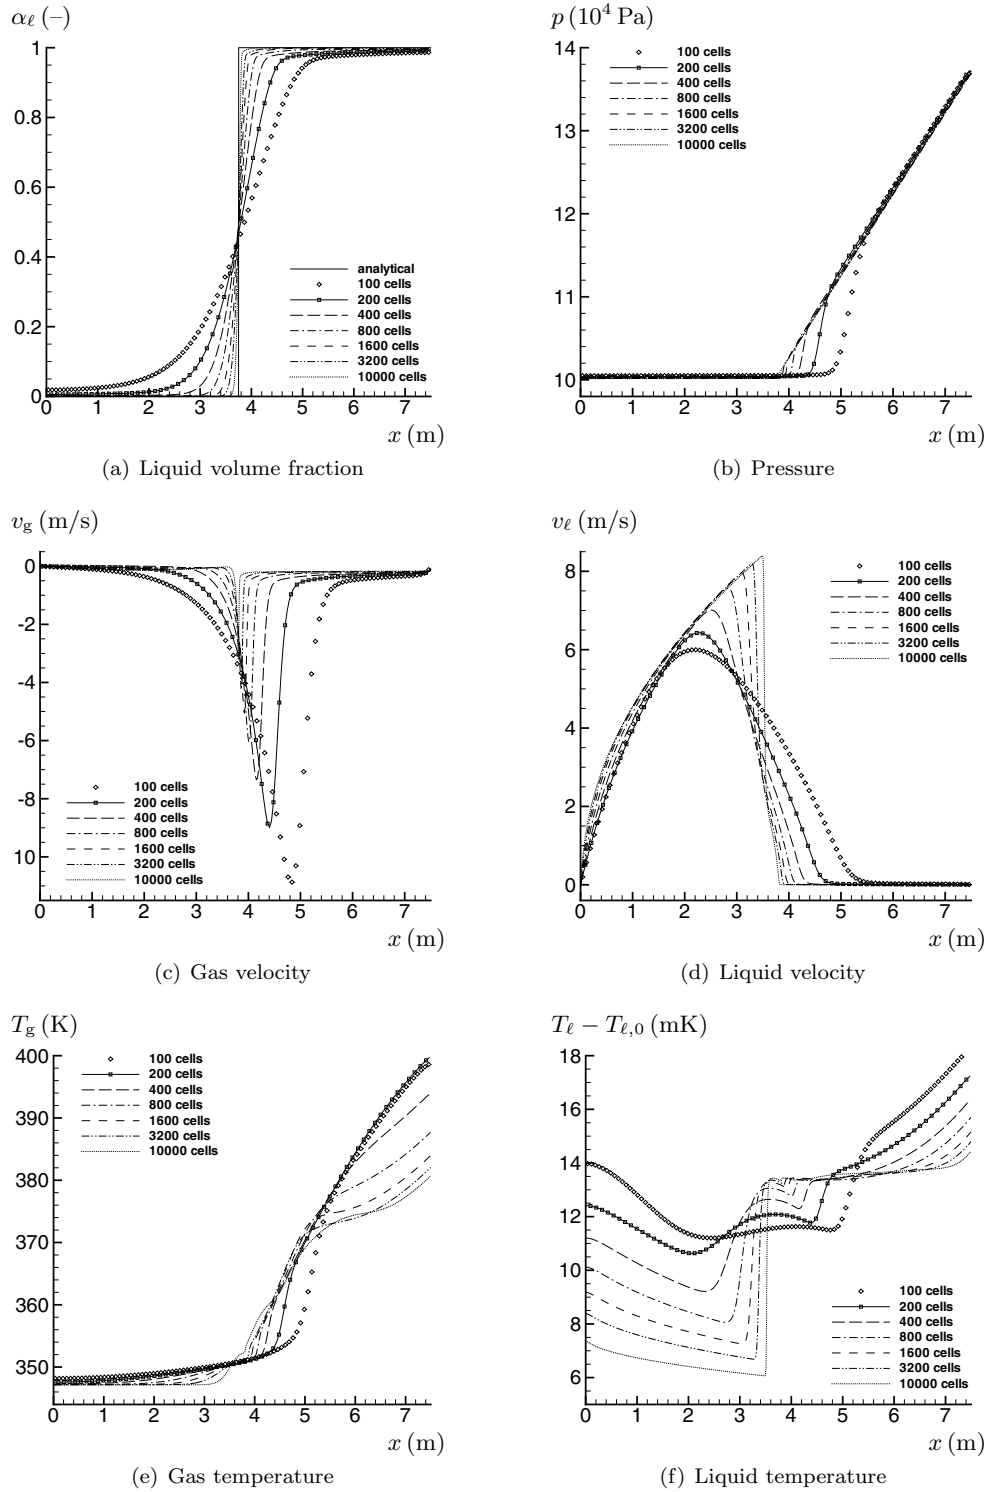 αℓ (–)
1
0.8
0.6
0.4
0.2
0
0 1 2 3 4 5 6 7
analytical
100 cells
200 cells
400 cells
800 cells
1600 cells
3200 cells
10000 cells
x (m)
(a) Liquid volume fraction
p (10⁴ Pa)
14
13
12
11
10
0 1 2 3 4 5 6 7
100 cells
200 cells
400 cells
800 cells
1600 cells
3200 cells
10000 cells
x (m)
(b) Pressure
vg (m/s)
0
-2
-4
-6
-8
10
0 1 2 3 4 5 6 7
100 cells
200 cells
400 cells
800 cells
1600 cells
3200 cells
10000 cells
x (m)
(c) Gas velocity
vℓ (m/s)
8
6
4
2
0
0 1 2 3 4 5 6 7
100 cells
200 cells
400 cells
800 cells
1600 cells
3200 cells
10000 cells
x (m)
(d) Liquid velocity
Tg (K)
400
390
380
370
360
350
0 1 2 3 4 5 6 7
100 cells
200 cells
400 cells
800 cells
1600 cells
3200 cells
10000 cells
x (m)
(e) Gas temperature
Tℓ − Tℓ,0 (mK)
18
16
14
12
10
8
6
0 1 2 3 4 5 6 7
100 cells
200 cells
400 cells
800 cells
1600 cells
3200 cells
10000 cells
x (m)
(f) Liquid temperature